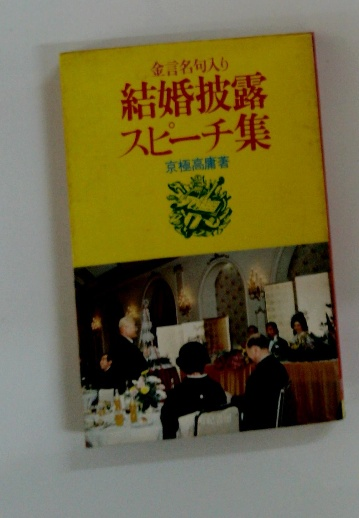 金言名句入り
結婚披露
スピーチ集
京極高庸著